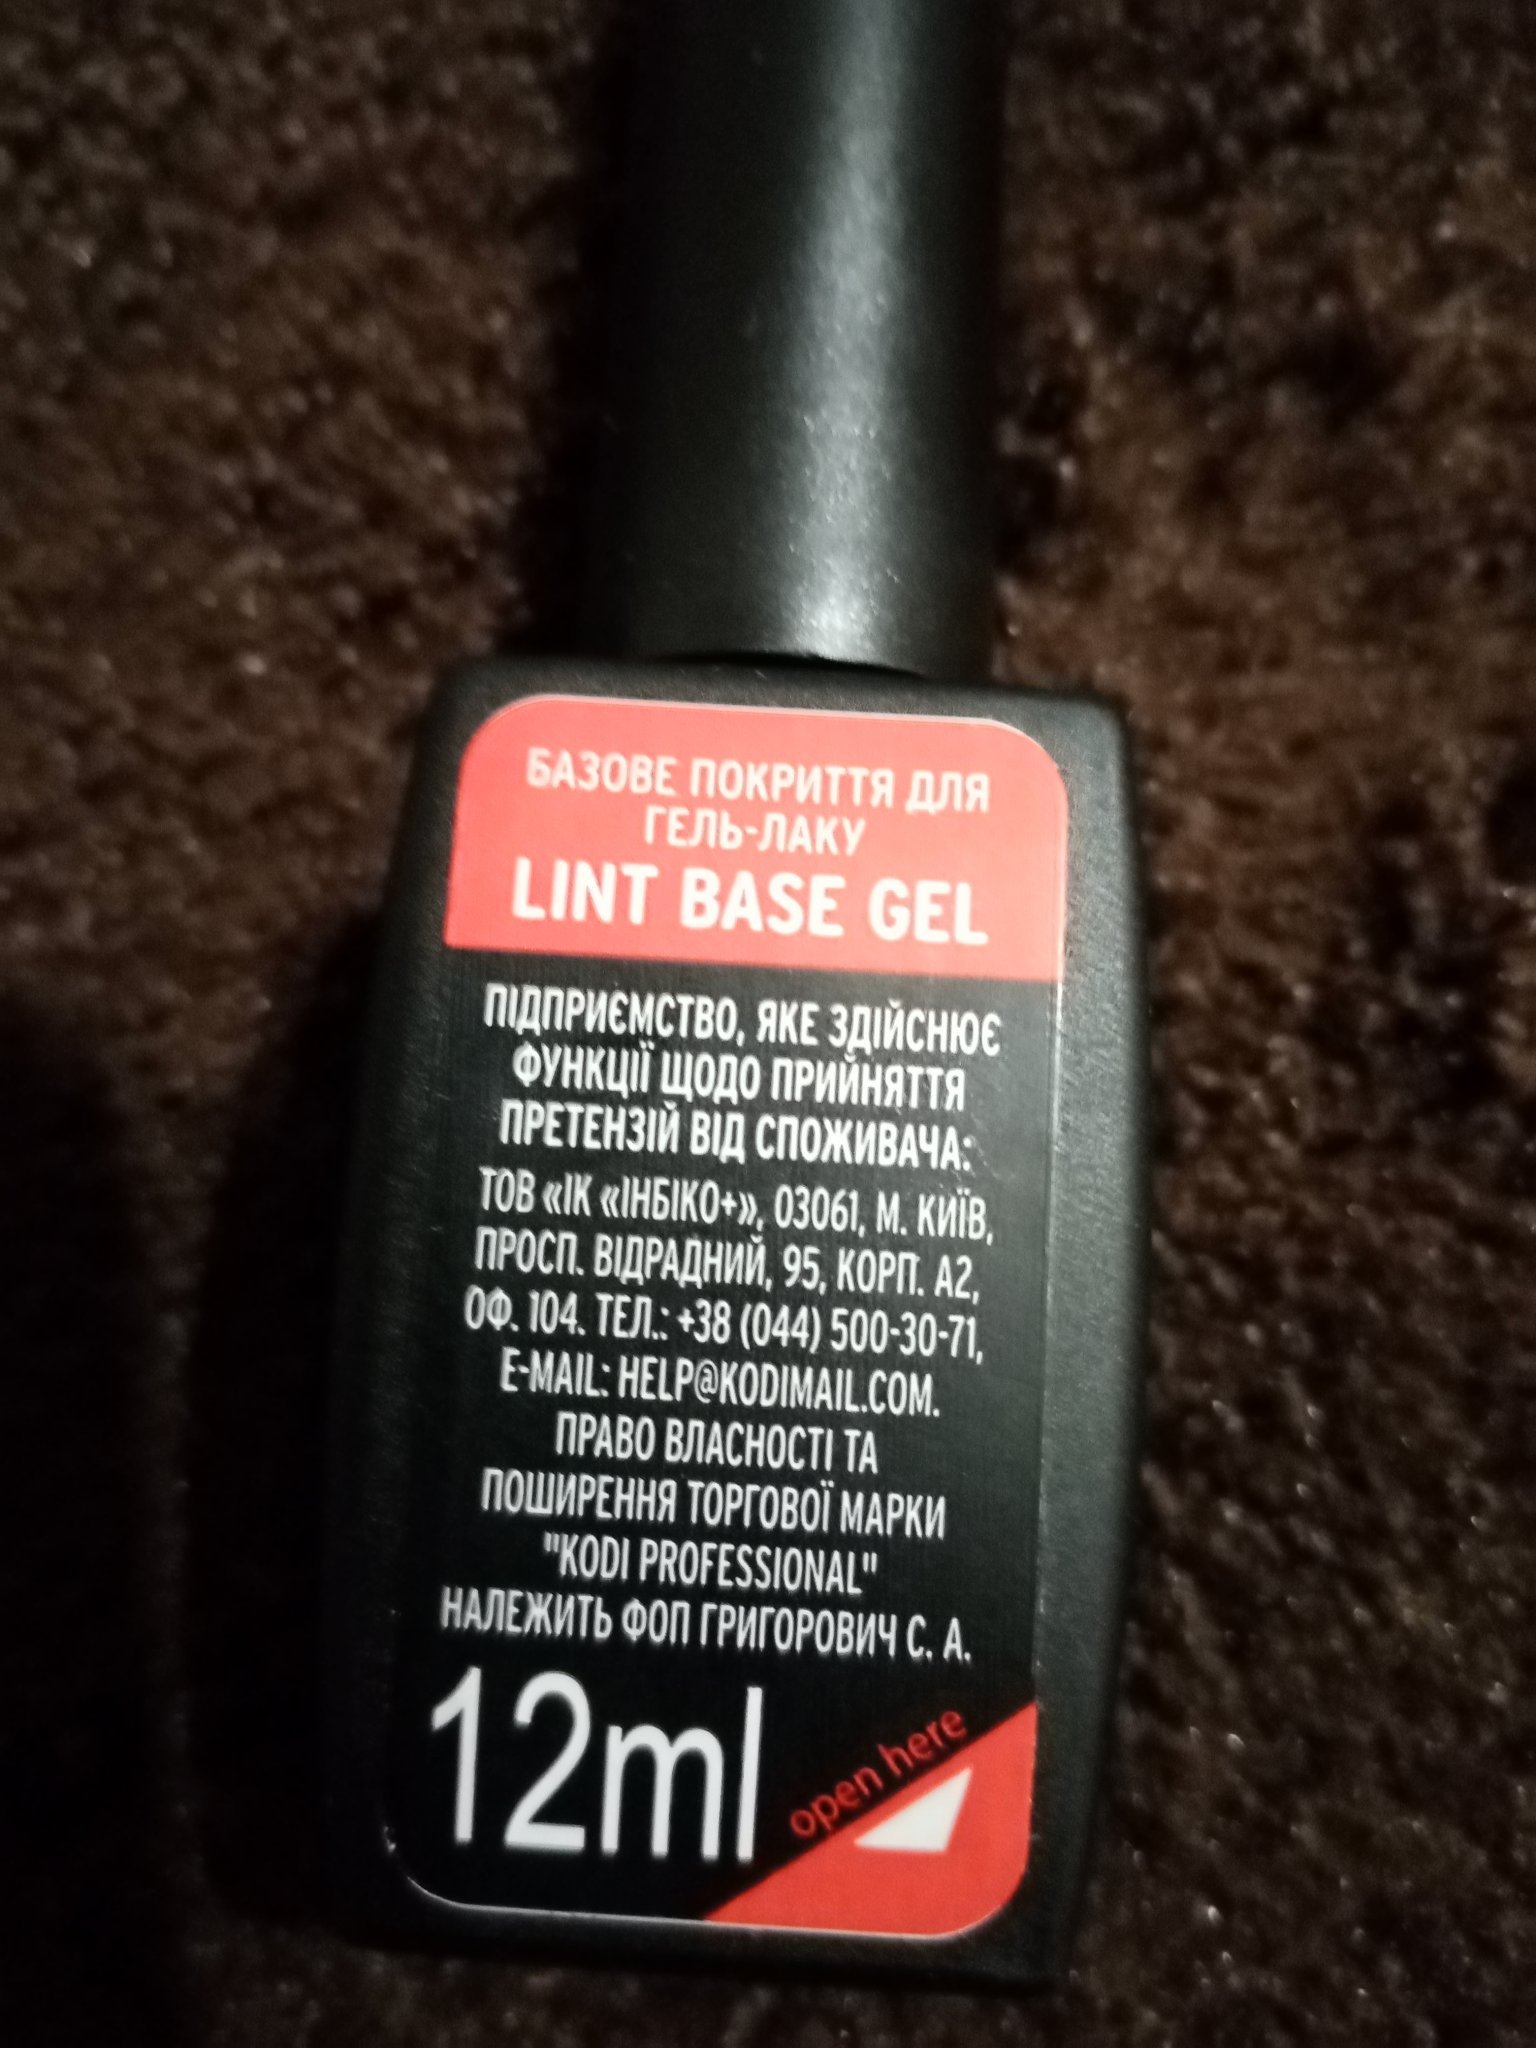 БАЗОВЕ ПОКРИТТЯ ДЛЯ
ГЕЛЬ-ЛАКУ
LINT BASE GEL
ПІДПРИЄМСТВО, ЯКЕ ЗДІЙСНЮЄ
ФУНКЦІЇ ЩОДО ПРИЙНЯТТЯ
ПРЕТЕНЗІЙ ВІД СПОЖИВАЧА:
ТОВ «ІК «ІНБІКО+», 03061, М. КИЇВ,
ПРОСП. ВІДРАДНИЙ, 95, КОРП. А2,
ОФ. 104. ТЕЛ.: +38 (044) 500-30-71,
E-MAIL: HELP@KODIMAIL.COM.
ПРАВО ВЛАСНОСТІ ТА
ПОШИРЕННЯ ТОРГОВОЇ МАРКИ
"KODI PROFESSIONAL"
НАЛЕЖИТЬ ФОП ГРИГОРОВИЧ С. А.
12ml
open here